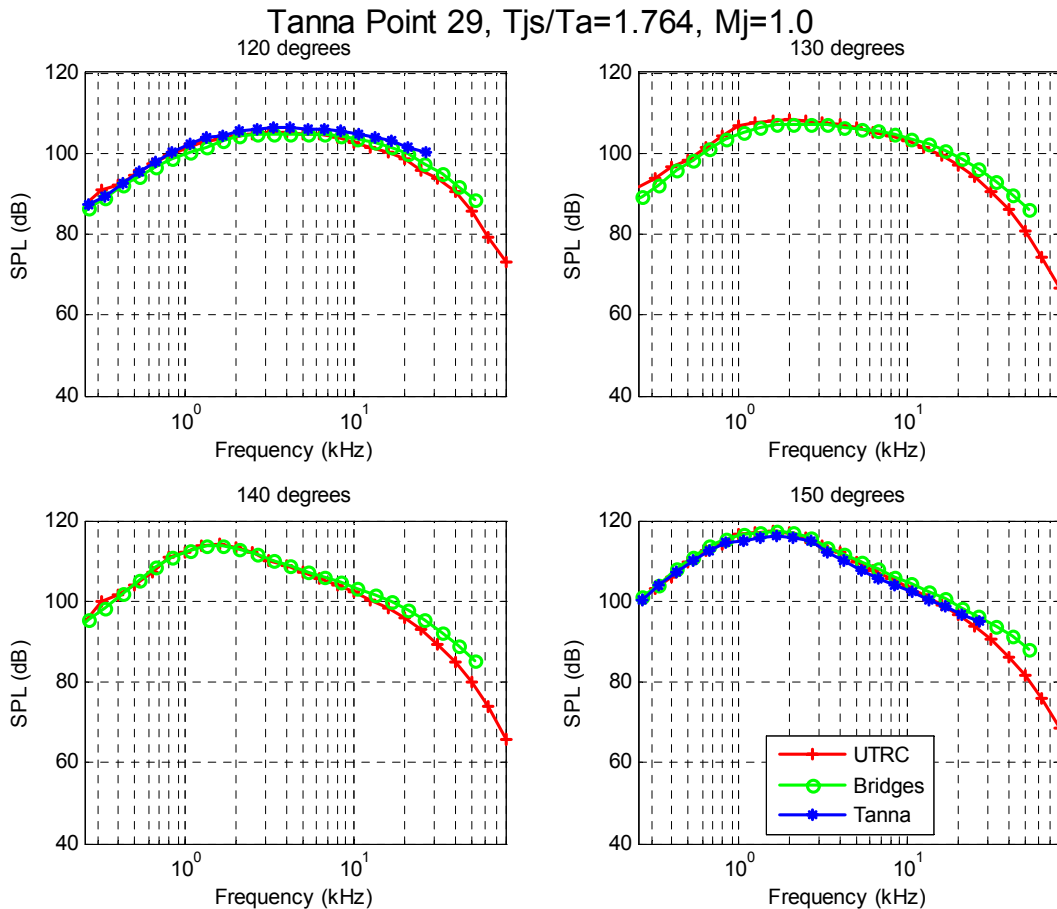 Tanna Point 29, Tjs/Ta=1.764, Mj=1.0
120 degrees
120
100
80
60
40
SPL (dB)
10^0
10^1
Frequency (kHz)
130 degrees
120
100
80
60
40
SPL (dB)
10^0
10^1
Frequency (kHz)
140 degrees
120
100
80
60
40
SPL (dB)
10^0
10^1
Frequency (kHz)
150 degrees
120
100
80
60
40
SPL (dB)
10^0
10^1
Frequency (kHz)
UTRC
Bridges
Tanna